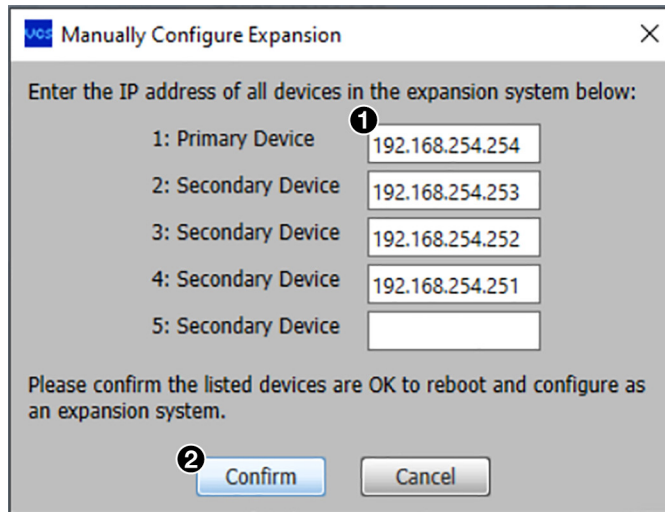 VCS Manually Configure Expansion
Enter the IP address of all devices in the expansion system below:
1
1: Primary Device 192.168.254.254
2: Secondary Device 192.168.254.253
3: Secondary Device 192.168.254.252
4: Secondary Device 192.168.254.251
5: Secondary Device
Please confirm the listed devices are OK to reboot and configure as
an expansion system.
2
Confirm Cancel